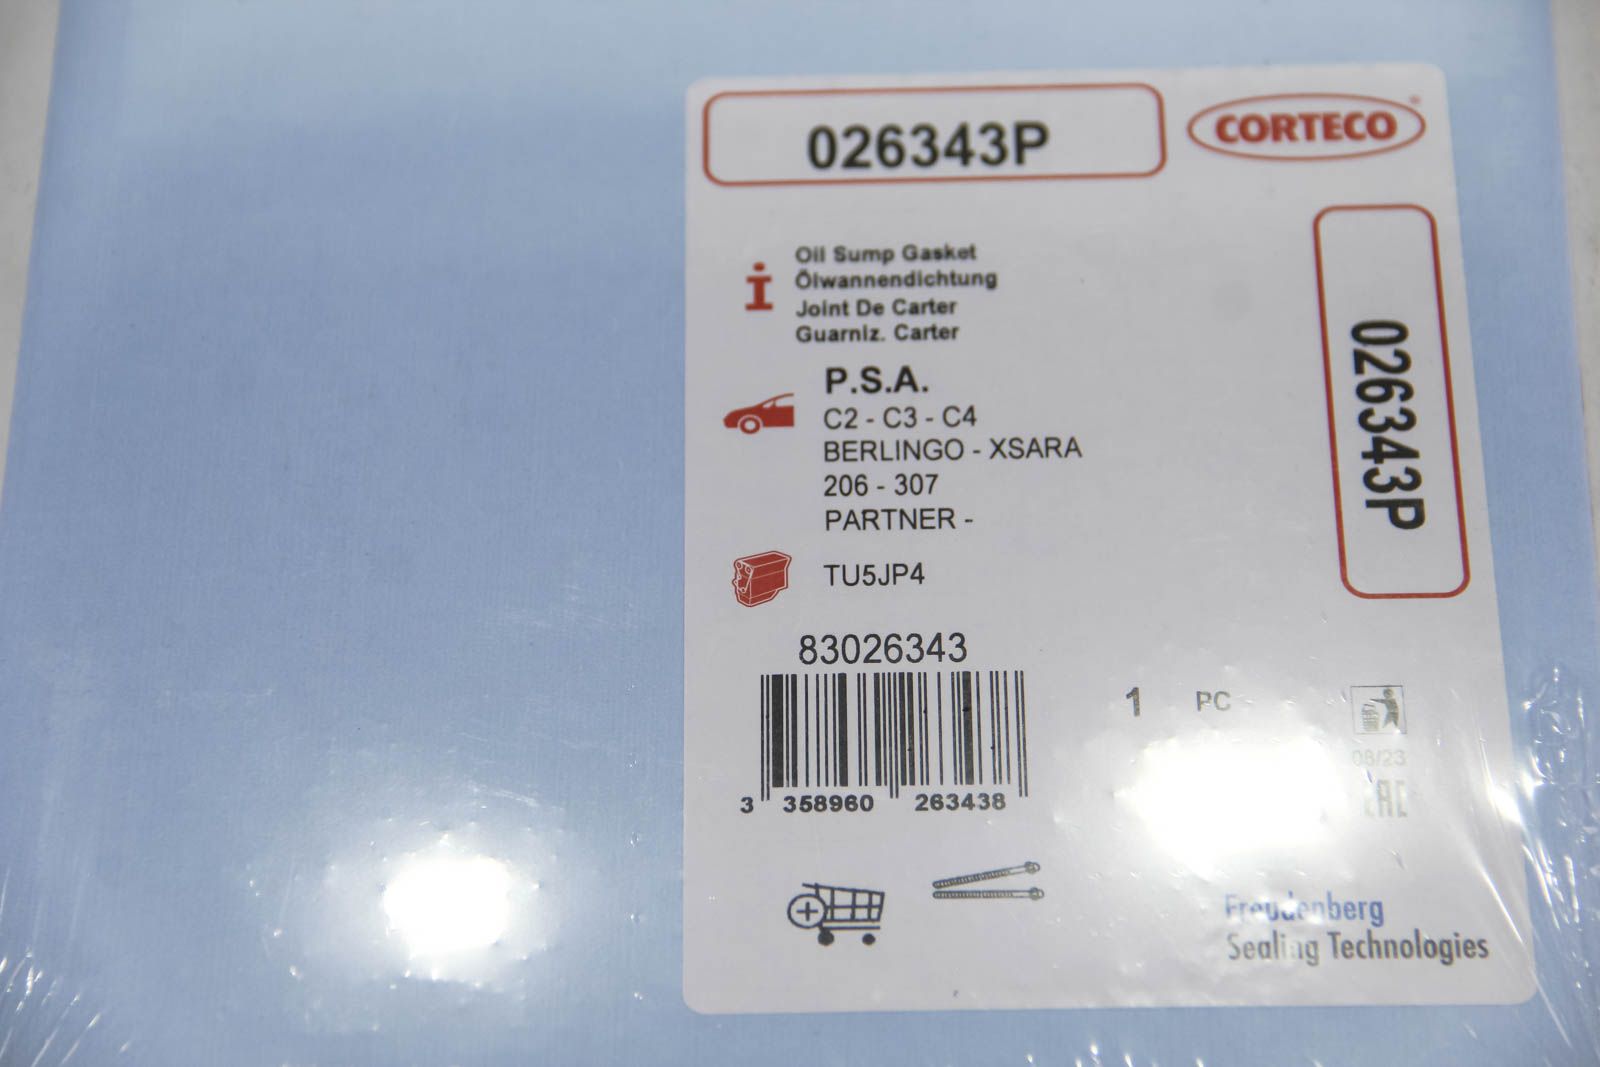 026343P
CORTECO
Oil Sump Gasket
Ölwannendichtung
Joint De Carter
Guarniz. Carter
P.S.A.
C2 - C3 - C4
BERLINGO - XSARA
206 - 307
PARTNER -
TU5JP4
026343P
83026343
3 358960 263438
1 PC
08/23
EAC
Freudenberg
Sealing Technologies